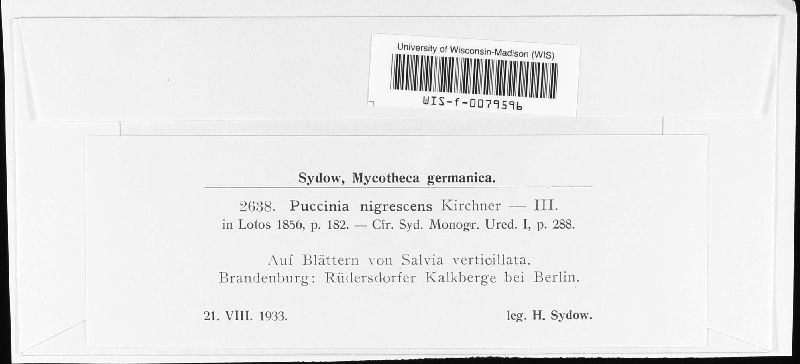 University of Wisconsin-Madison (WIS)
WIS-f-0079596
Sydow, Mycotheca germanica.
2638. Puccinia nigrescens Kirchner — III.
in Lotos 1856, p. 182. — Cfr. Syd. Monogr. Ured. I, p. 288.
Auf Blättern von Salvia verticillata.
Brandenburg: Rüdersdorfer Kalkberge bei Berlin.
21. VIII. 1933. leg. H. Sydow.